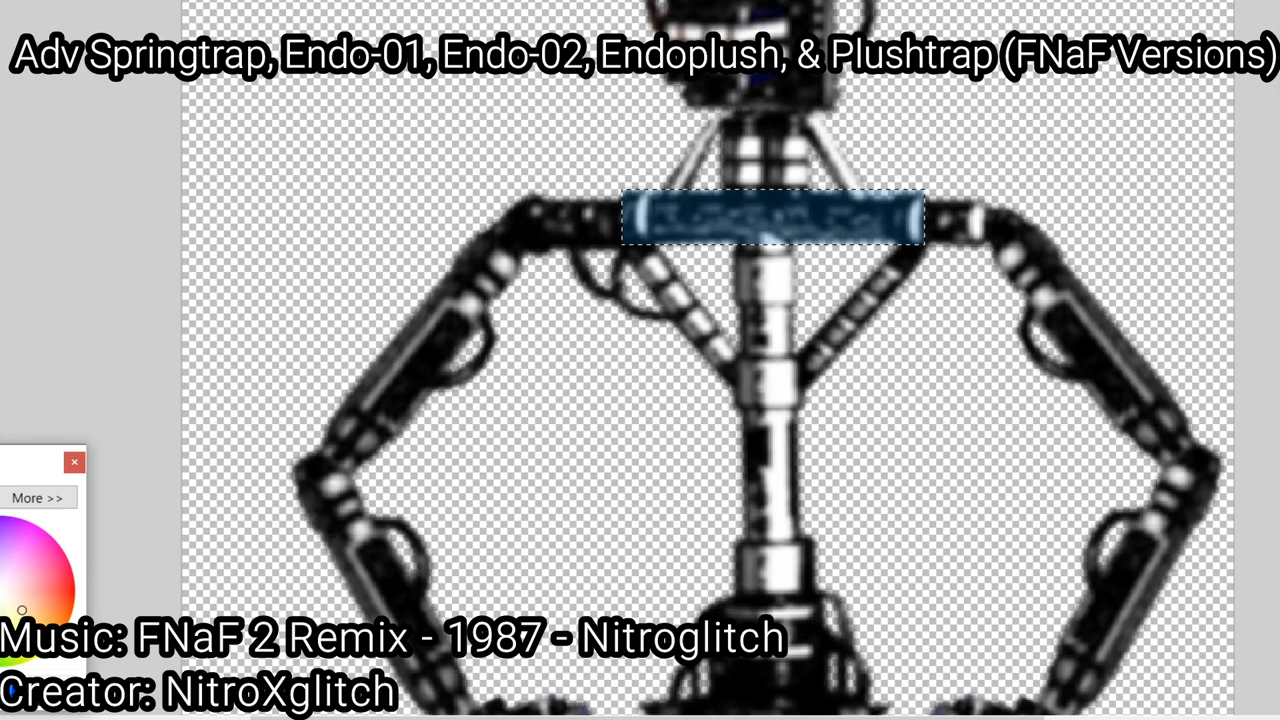 Adv Springtrap, Endo-01, Endo-02, Endoplush, & Plushtrap (FNaF Versions)
More >>
Music: FNaF 2 Remix - 1987 - Nitroglitch
Creator: NitroXglitch